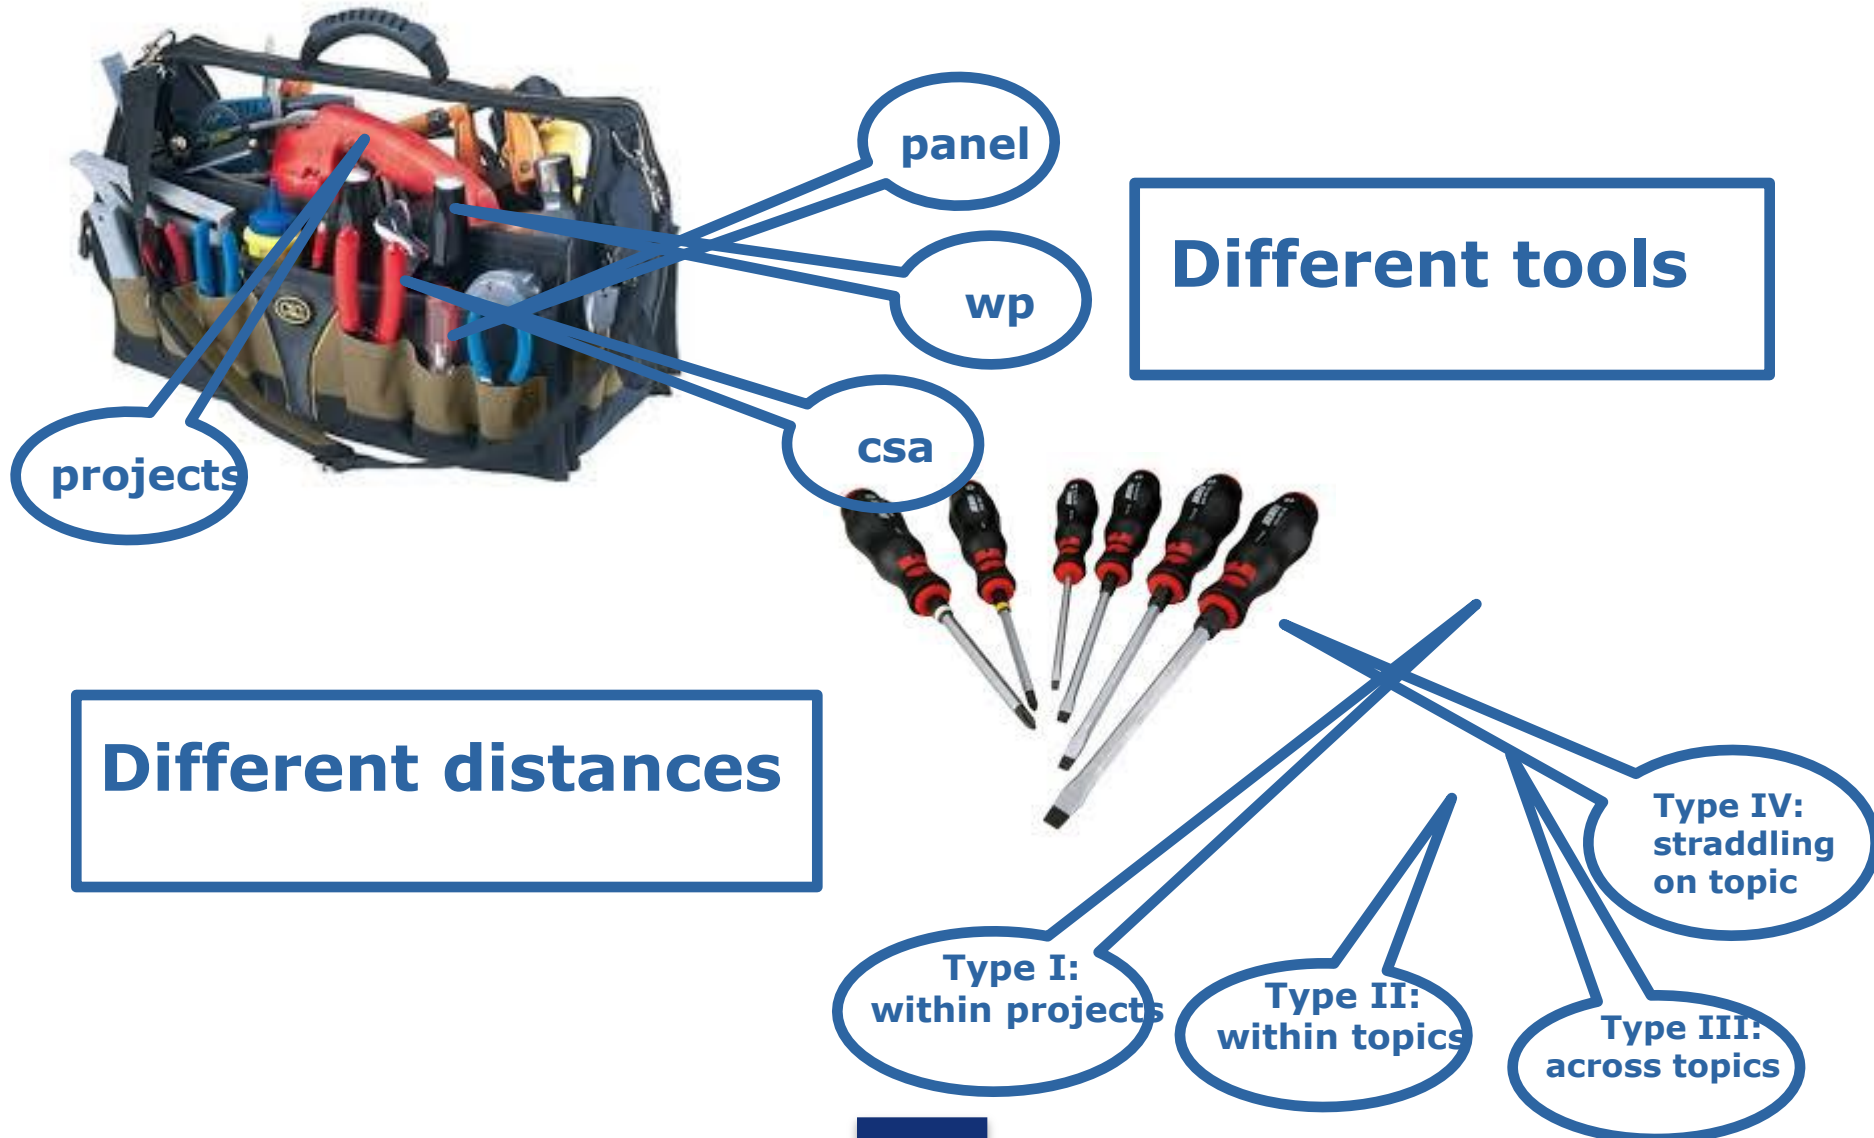 panel
Different tools
wp
csa
projects
Different distances
Type IV:
straddling
on topic
Type I:
within projects
Type II:
within topics
Type III:
across topics